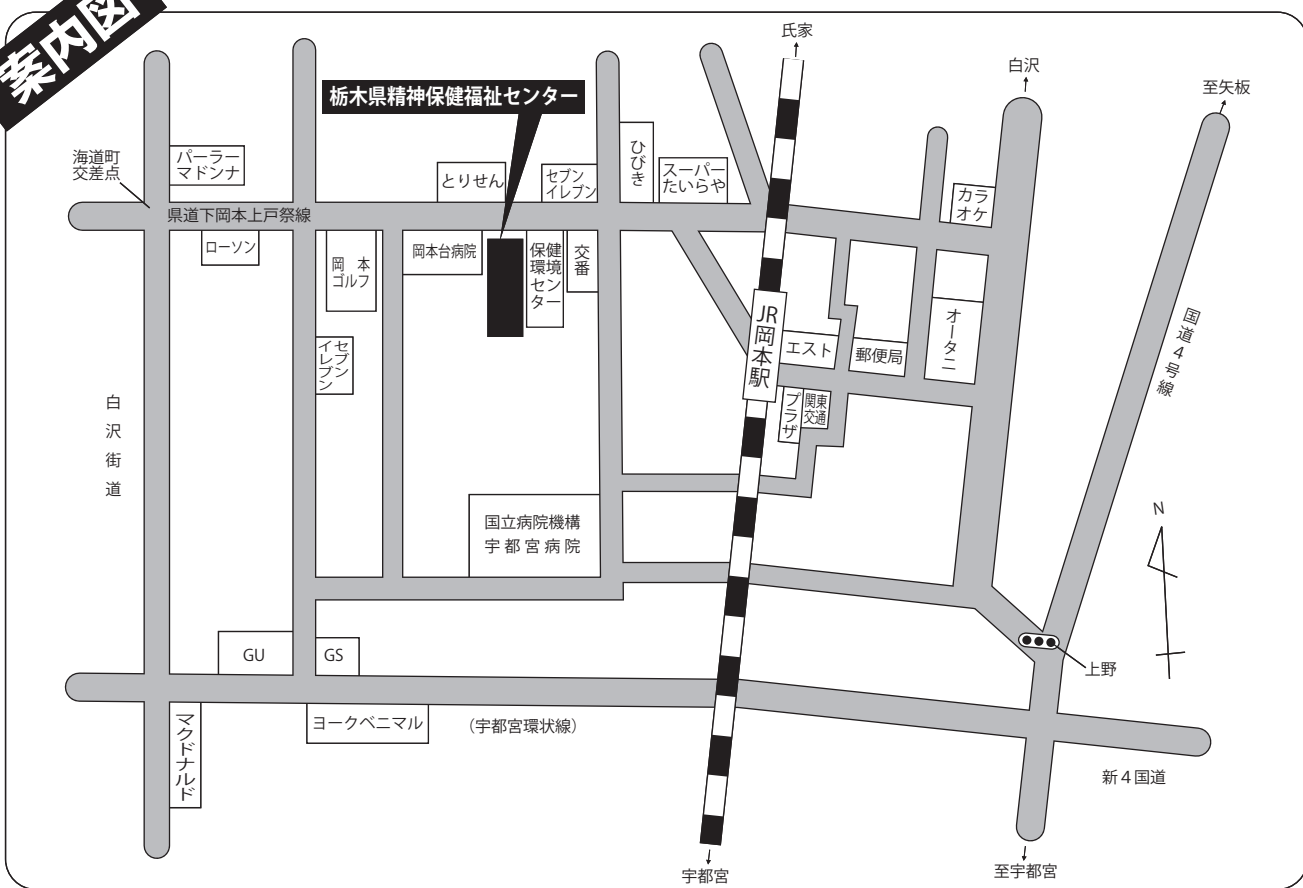 案内図
氏家
白沢
至矢板
栃木県精神保健福祉センター
海道町
交差点
パーラー
マドンナ
とりせん
セブン
イレブン
ひびき
スーパー
たいらや
カラ
オケ
県道下岡本上戸祭線
ローソン
岡本
ゴルフ
岡本台病院
保健
環境
センター
交番
JR岡本駅
エスト
郵便局
オータニ
国道4号線
セブン
イレブン
プラザ
関東
交通
白沢街道
国立病院機構
宇都宮病院
N
GU
GS
上野
マクドナルド
ヨークベニマル
（宇都宮環状線）
新4国道
宇都宮
至宇都宮